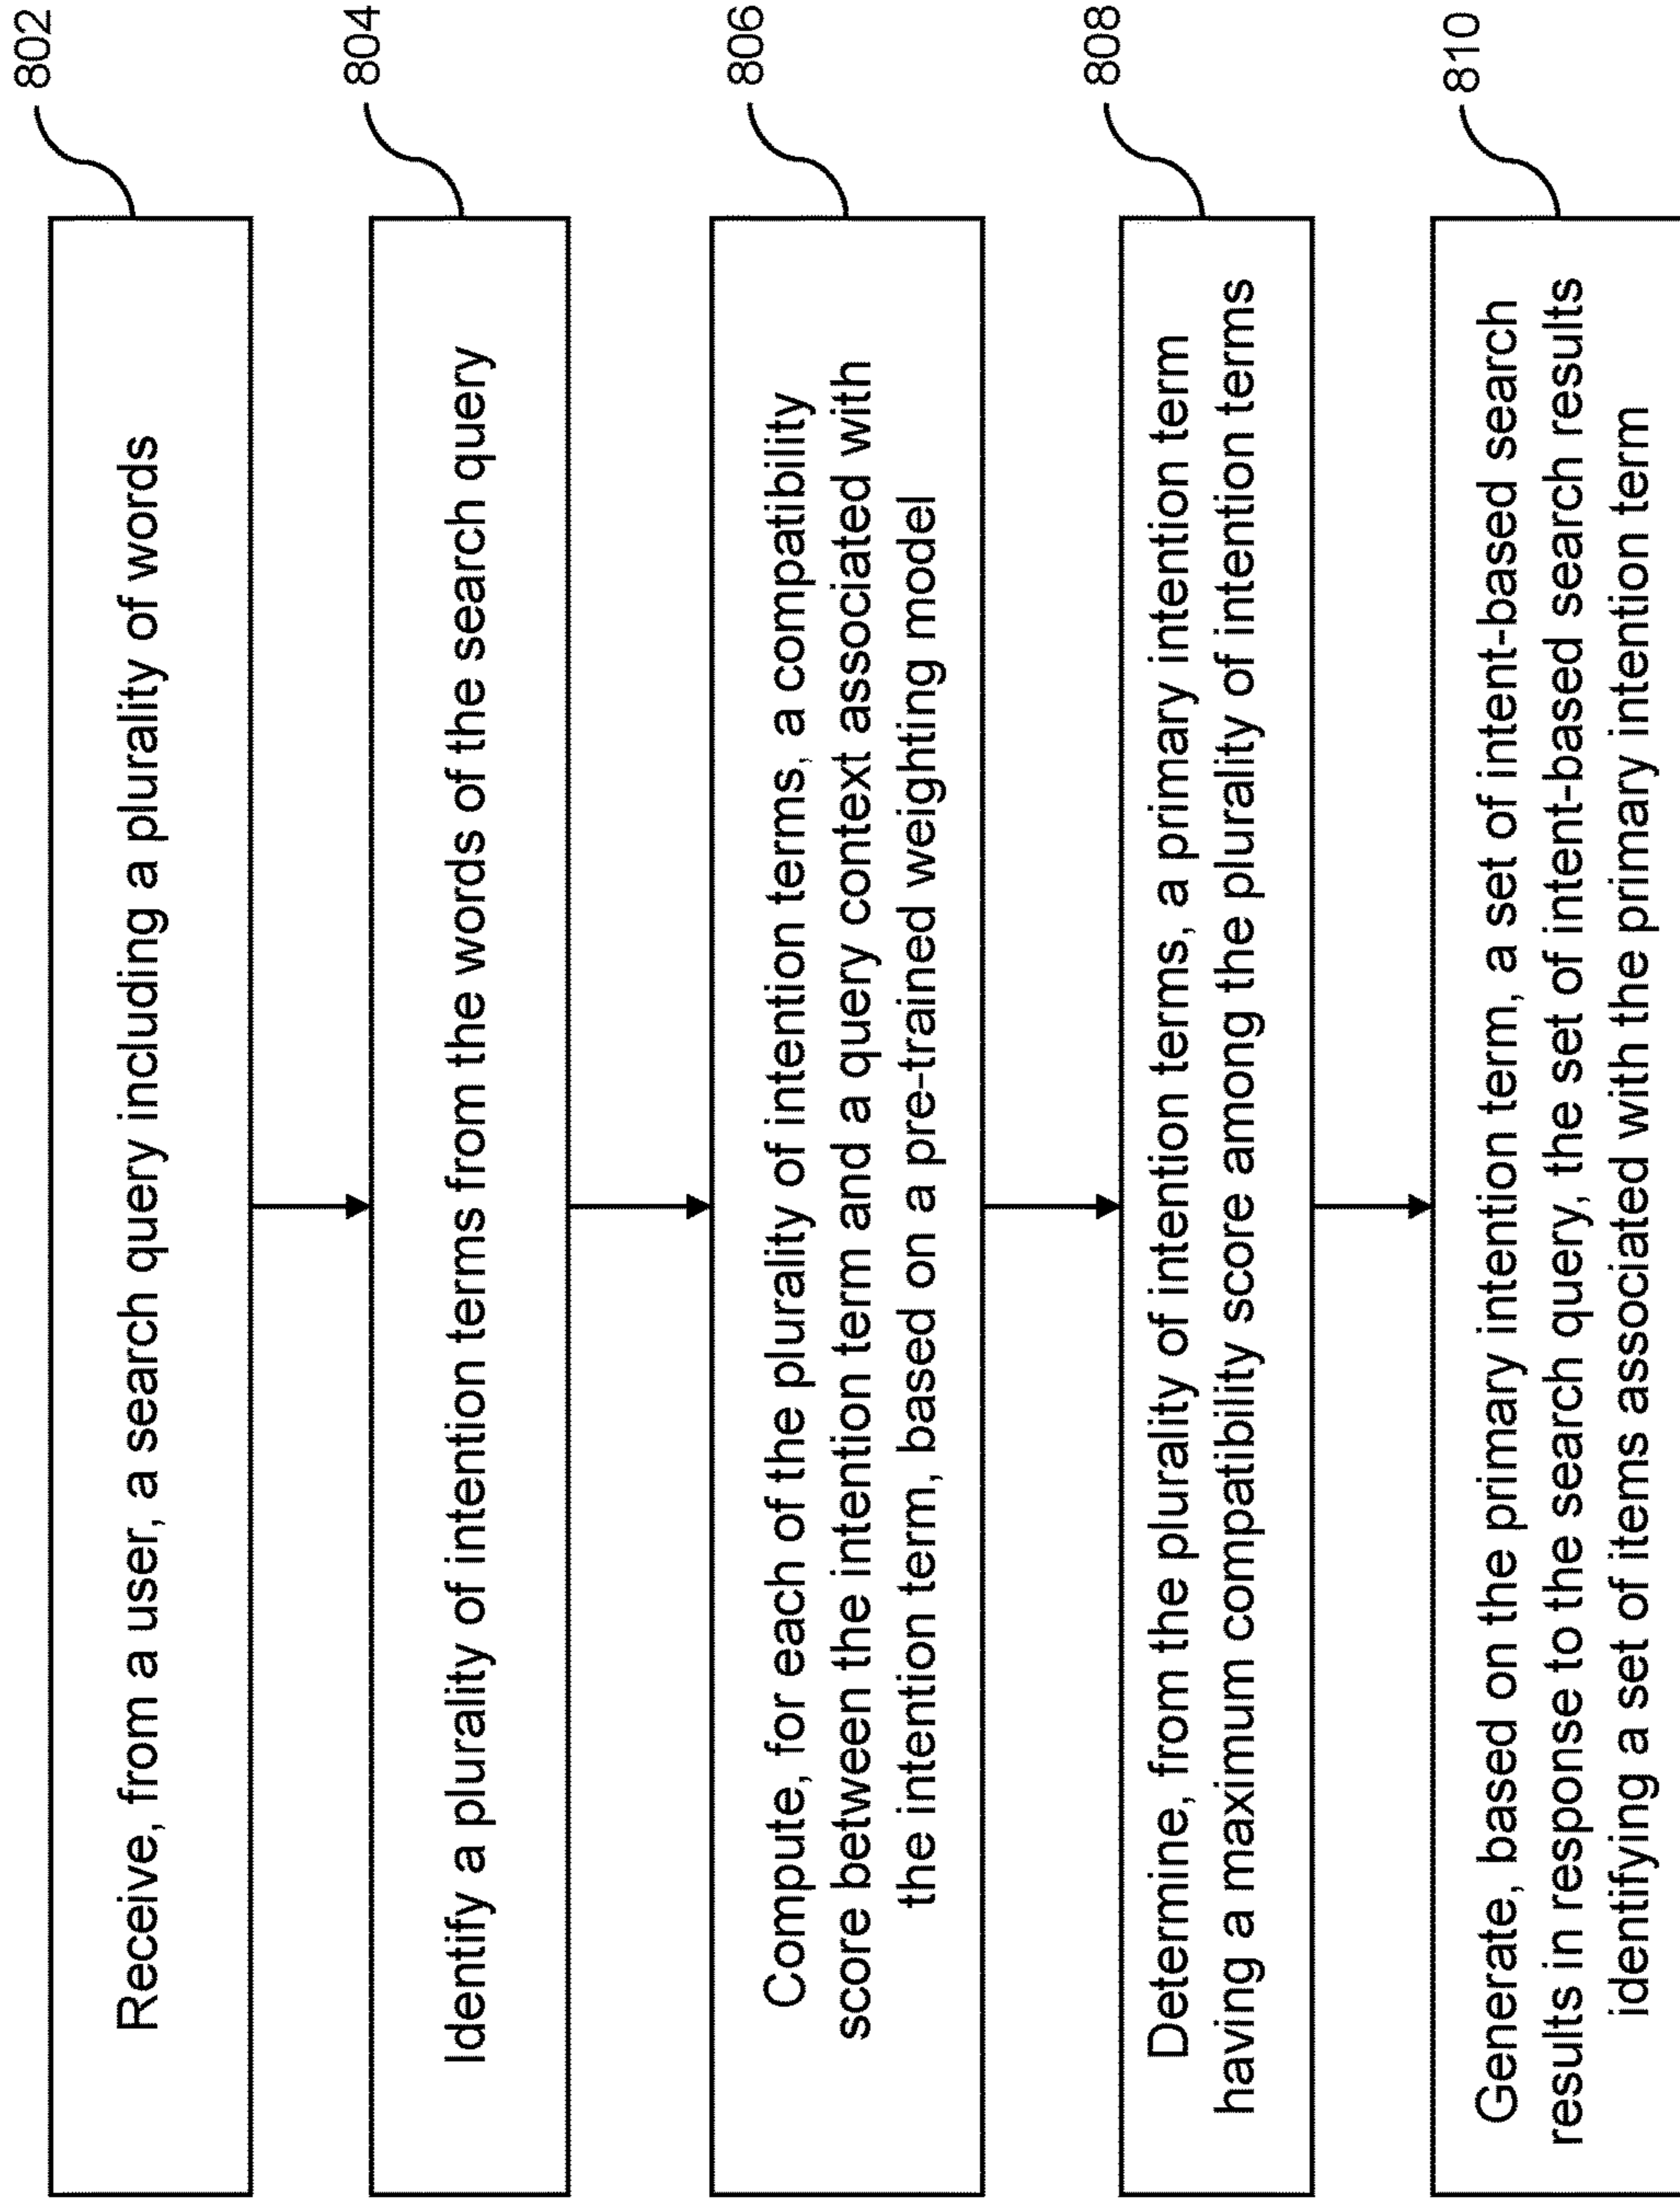 802
Receive, from a user, a search query including a plurality of words
804
Identify a plurality of intention terms from the words of the search query
806
Compute, for each of the plurality of intention terms, a compatibility
score between the intention term and a query context associated with
the intention term, based on a pre-trained weighting model
808
Determine, from the plurality of intention terms, a primary intention term
having a maximum compatibility score among the plurality of intention terms
810
Generate, based on the primary intention term, a set of intent-based search
results in response to the search query, the set of intent-based search results
identifying a set of items associated with the primary intention term